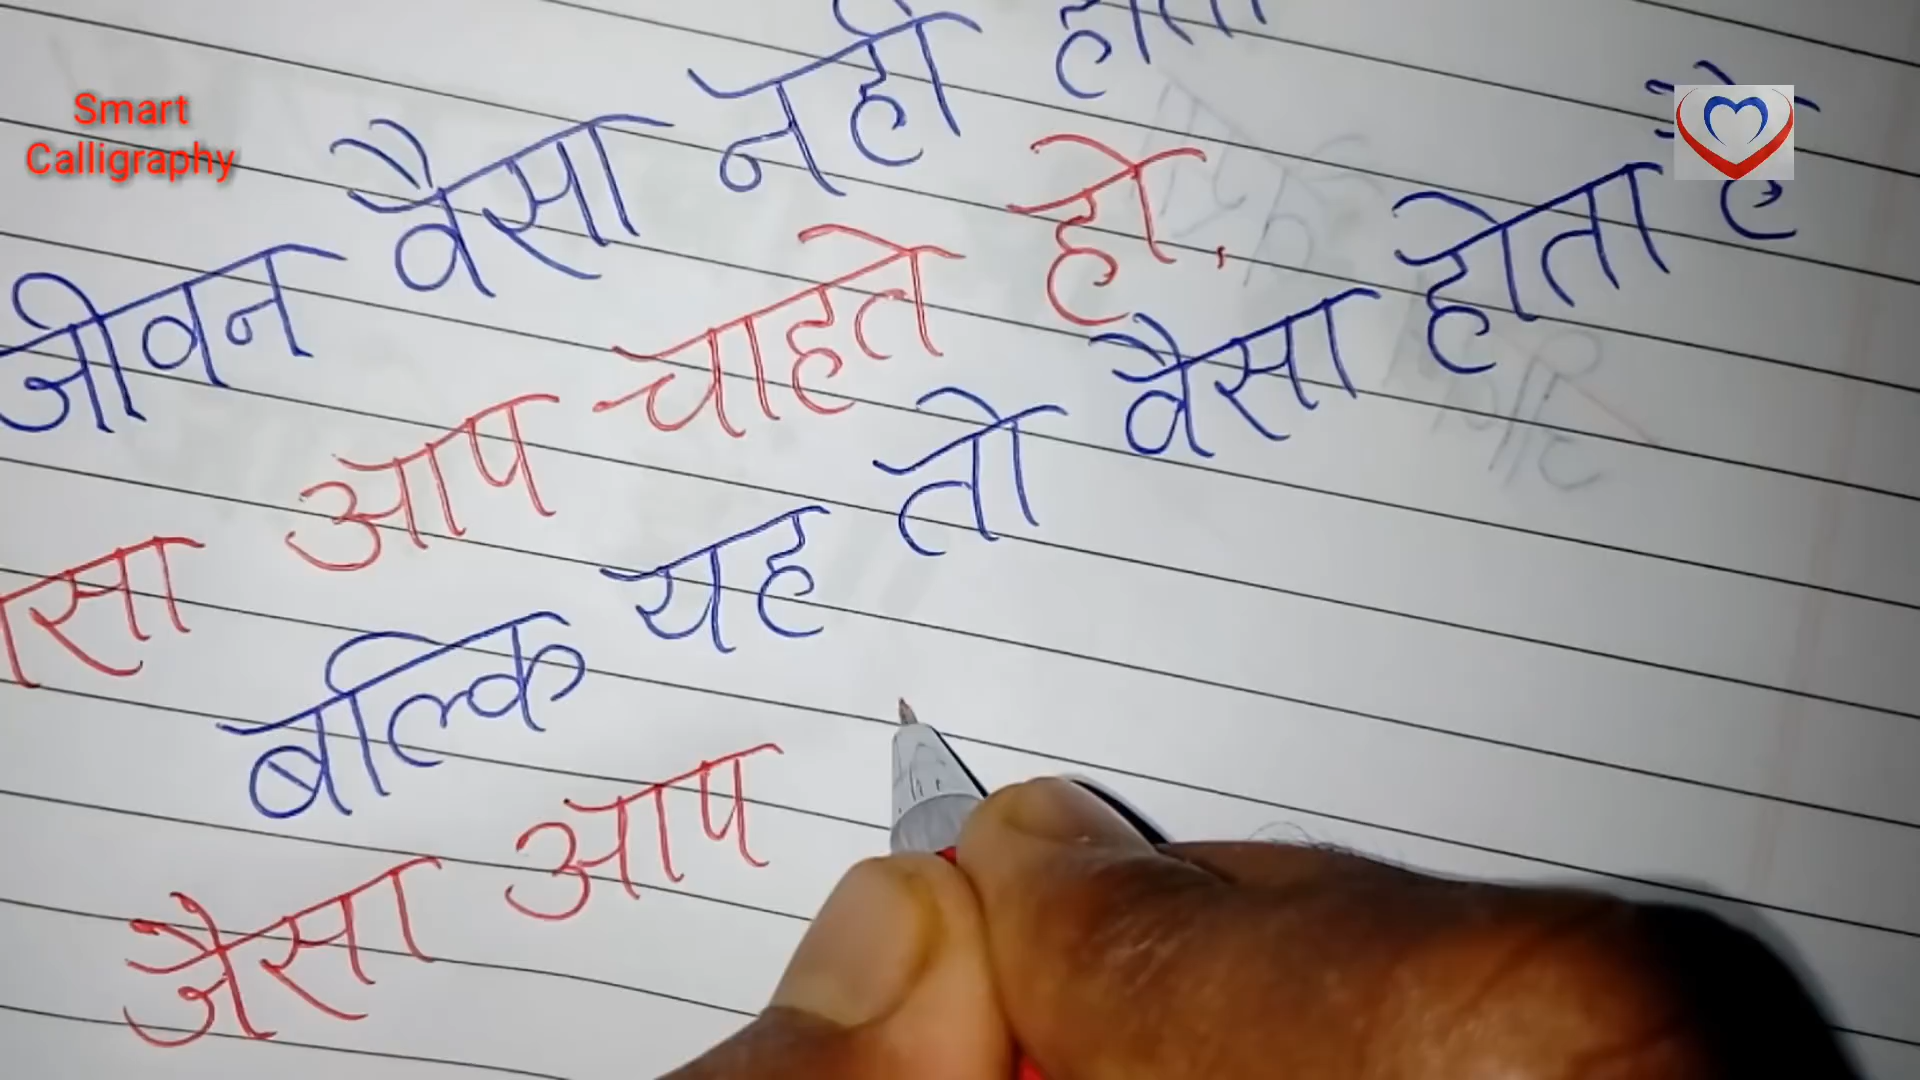 Smart
Calligraphy
जीवन वैसा नहीं होता
जैसा आप चाहते हो,
बल्कि यह तो वैसा होता है
जैसा आप